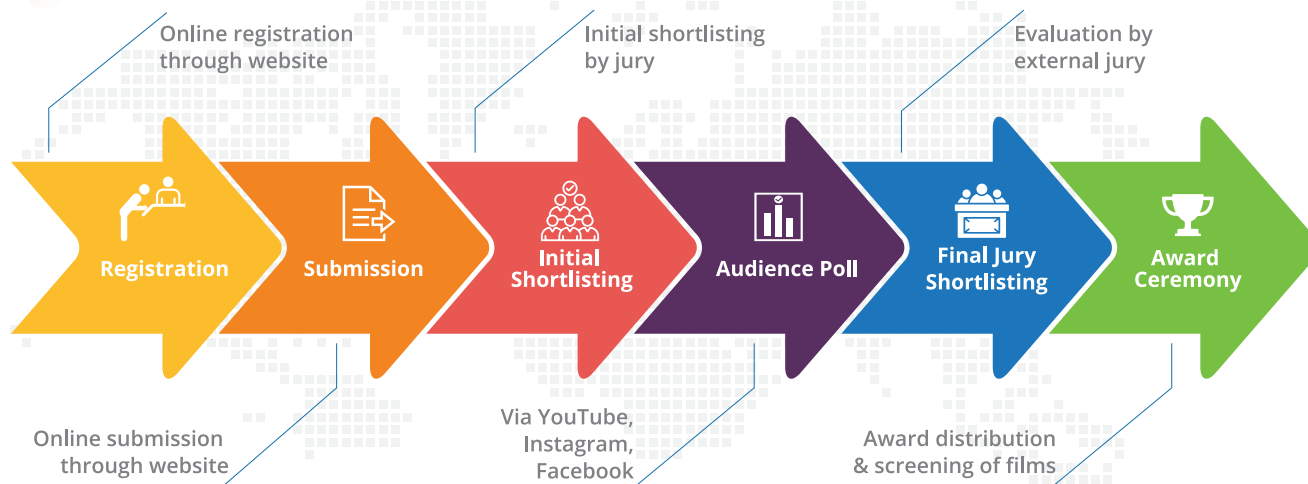 Online registration
through website
Initial shortlisting
by jury
Evaluation by
external jury
Registration
Submission
Initial
Shortlisting
Audience Poll
Final Jury
Shortlisting
Award
Ceremony
Online submission
through website
Via YouTube,
Instagram,
Facebook
Award distribution
& screening of films